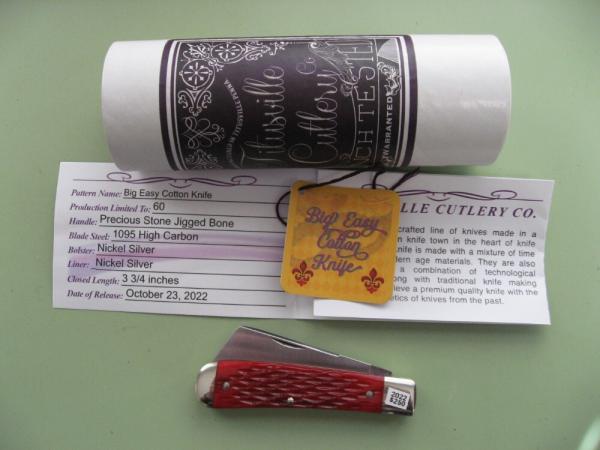 Titusville
Cutlery Co
WARRANTED
Pattern Name: Big Easy Cotton Knife
Production Limited To: 60
Handle: Precious Stone Jigged Bone
Blade Steel: 1095 High Carbon
Bolster: Nickel Silver
Liner: Nickel Silver
Closed Length: 3 3/4 inches
Date of Release: October 23, 2022
Big Easy
Cotton
Knife
VILLE CUTLERY CO.
crafted line of knives made in a
n knife town in the heart of knife
knife is made with a mixture of time
dern age materials. They are also
a combination of technological
ong with traditional knife making
ieve a premium quality knife with the
etics of knives from the past.
2022